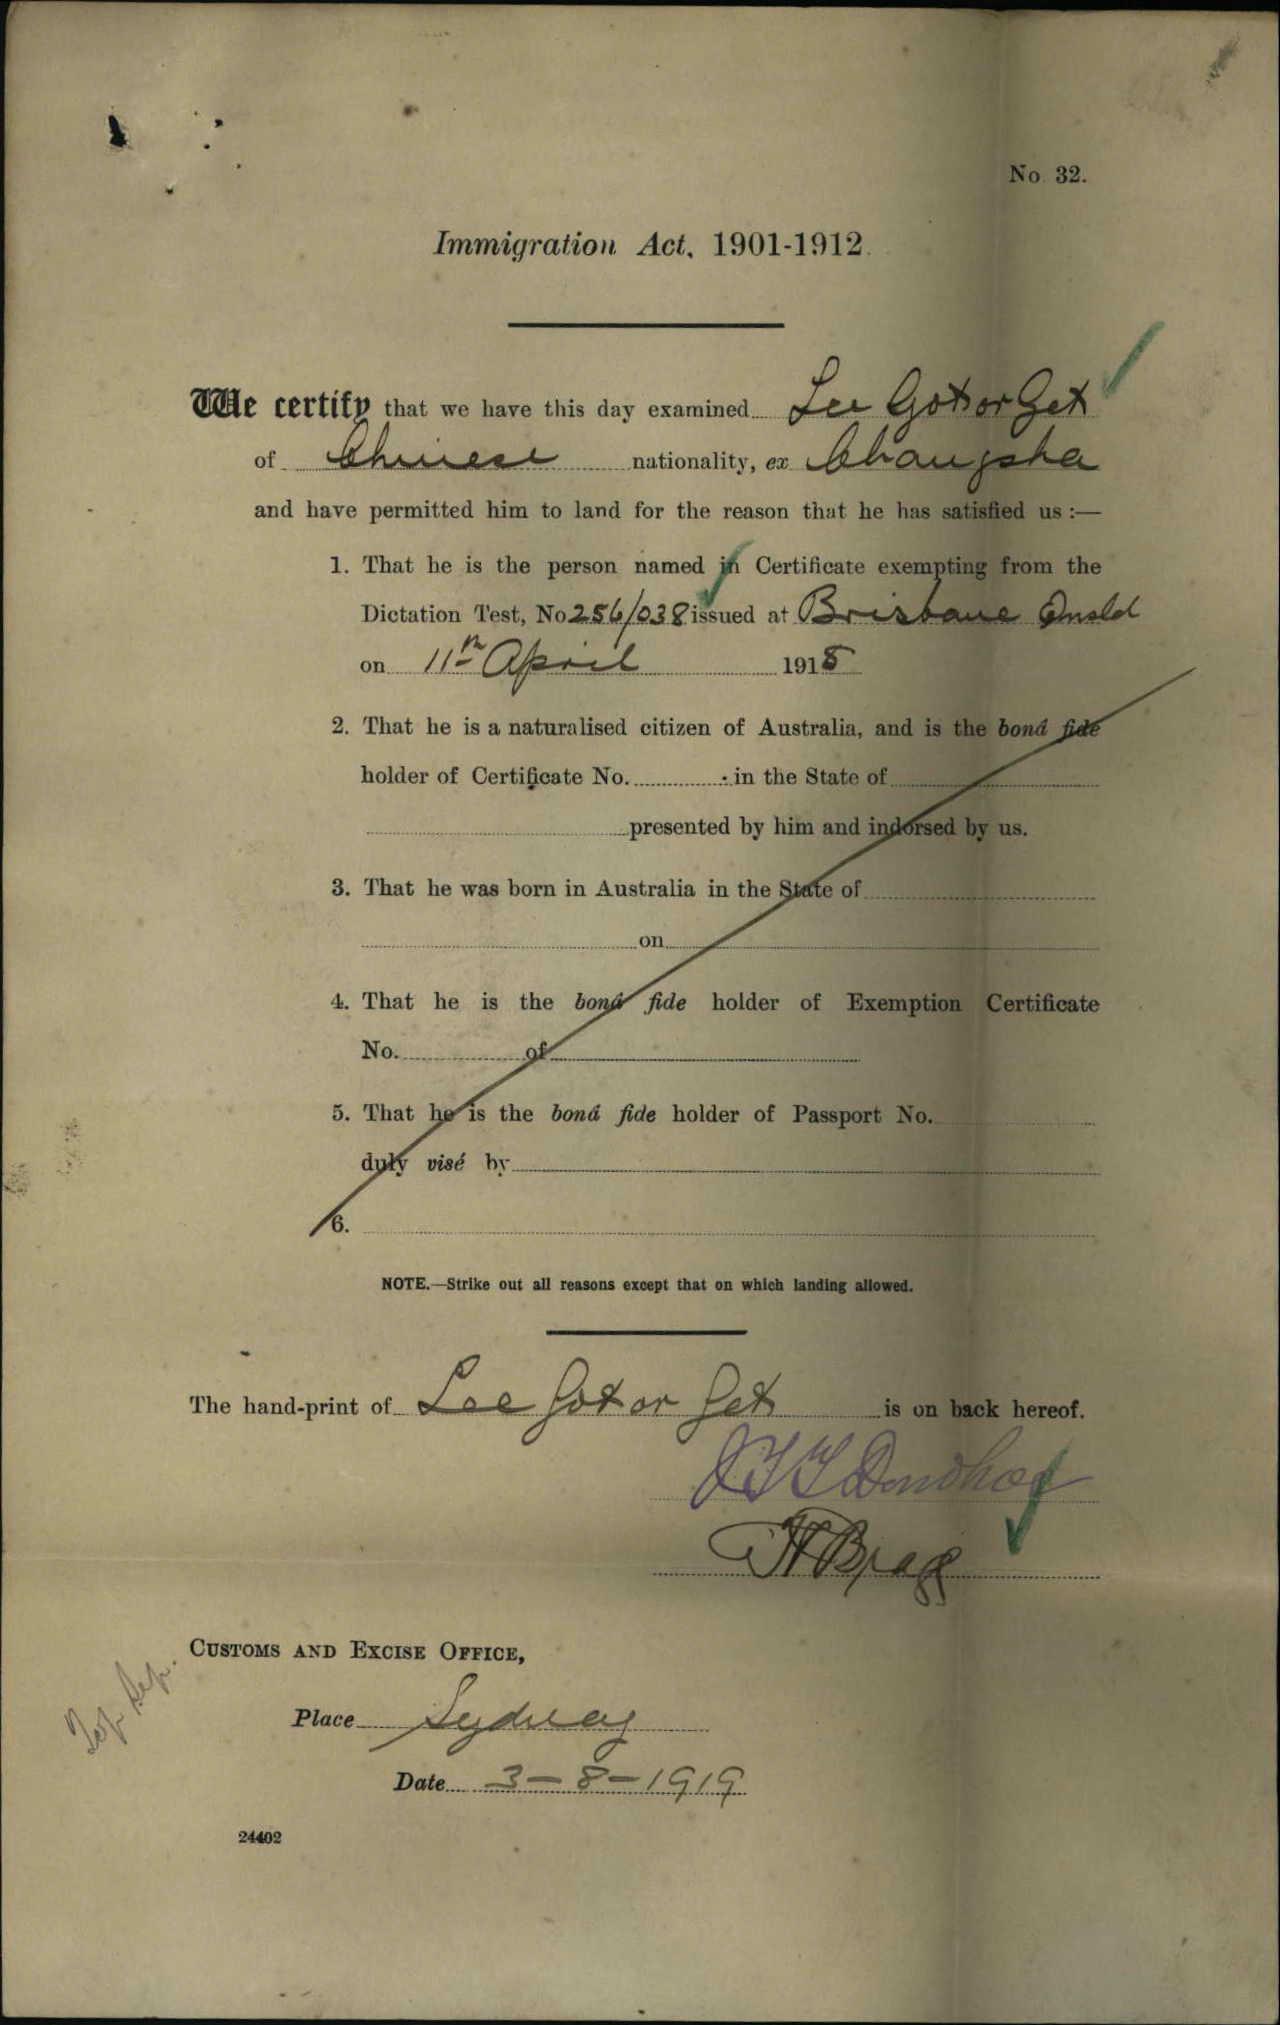 No. 32.
Immigration Act, 1901-1912.
We certify that we have this day examined Lee Got or Get
of Chinese nationality, ex Changsha
and have permitted him to land for the reason that he has satisfied us :—
1. That he is the person named in Certificate exempting from the
Dictation Test, No 256/038 issued at Brisbane Qnsld
on 11th April 1918
2. That he is a naturalised citizen of Australia, and is the bonâ fide
holder of Certificate No. in the State of
presented by him and indorsed by us.
3. That he was born in Australia in the State of
on
4. That he is the bonâ fide holder of Exemption Certificate
No. of
5. That he is the bonâ fide holder of Passport No.
duly visé by
6.
NOTE.—Strike out all reasons except that on which landing allowed.
The hand-print of Lee Got or Get is on back hereof.
J T T Donohoe
Bragg
CUSTOMS AND EXCISE OFFICE,
Place Sydney
Date 3-8-1919
24402